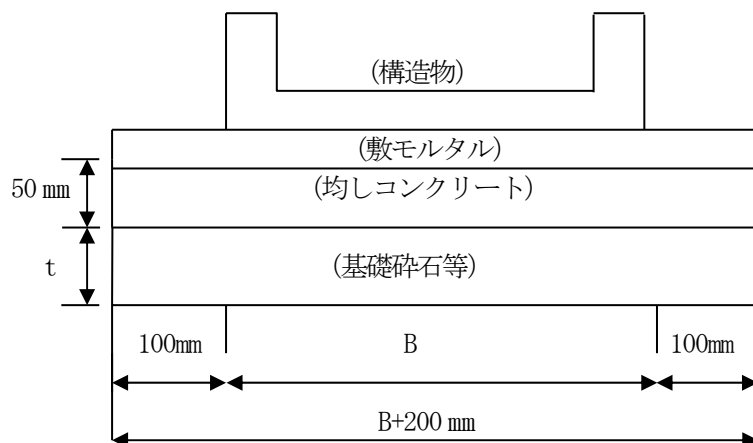 (構造物)
(敷モルタル)
50 mm
(均しコンクリート)
t
(基礎砕石等)
100mm
B
100mm
B+200 mm